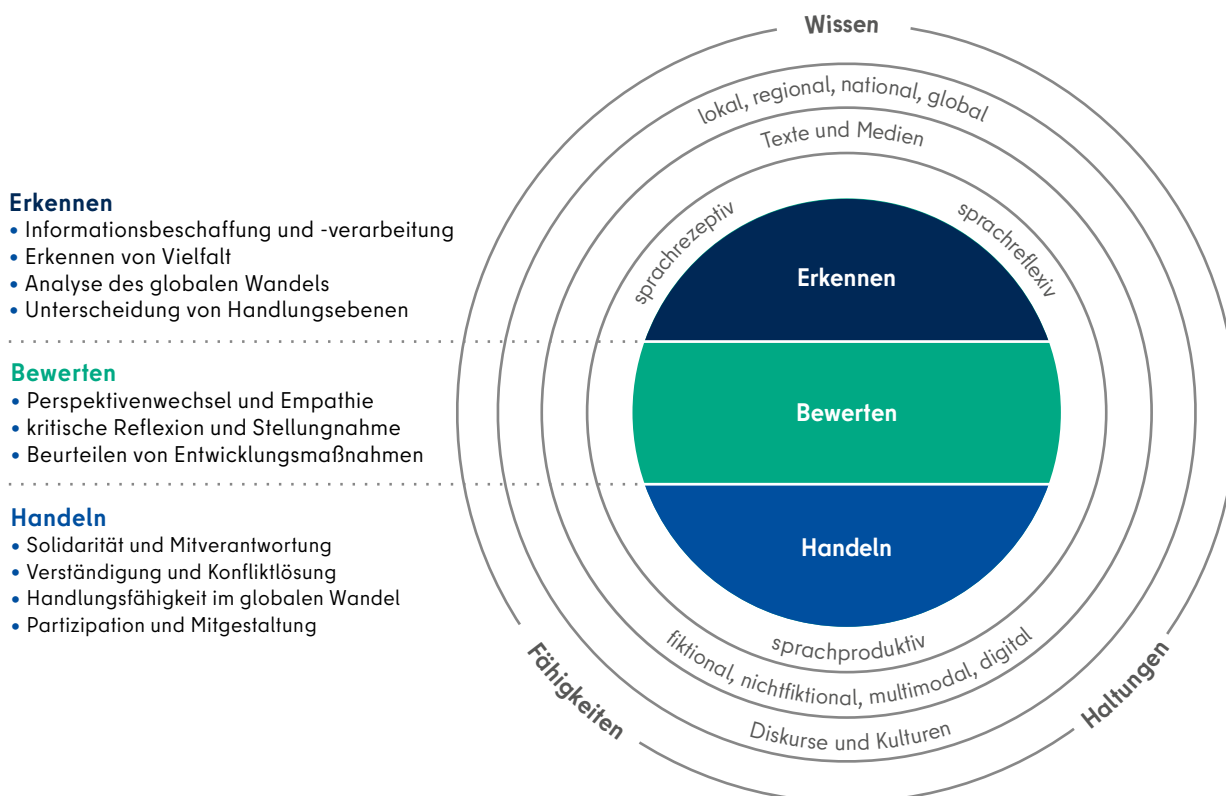 Wissen
lokal, regional, national, global
Texte und Medien
sprachrezeptiv
sprachreflexiv
Erkennen
• Informationsbeschaffung und -verarbeitung
• Erkennen von Vielfalt
• Analyse des globalen Wandels
• Unterscheidung von Handlungsebenen
Erkennen
Bewerten
• Perspektivenwechsel und Empathie
• kritische Reflexion und Stellungnahme
• Beurteilen von Entwicklungsmaßnahmen
Bewerten
Handeln
• Solidarität und Mitverantwortung
• Verständigung und Konfliktlösung
• Handlungsfähigkeit im globalen Wandel
• Partizipation und Mitgestaltung
Handeln
sprachproduktiv
fiktional, nichtfiktional, multimodal, digital
Diskurse und Kulturen
Fähigkeiten
Haltungen